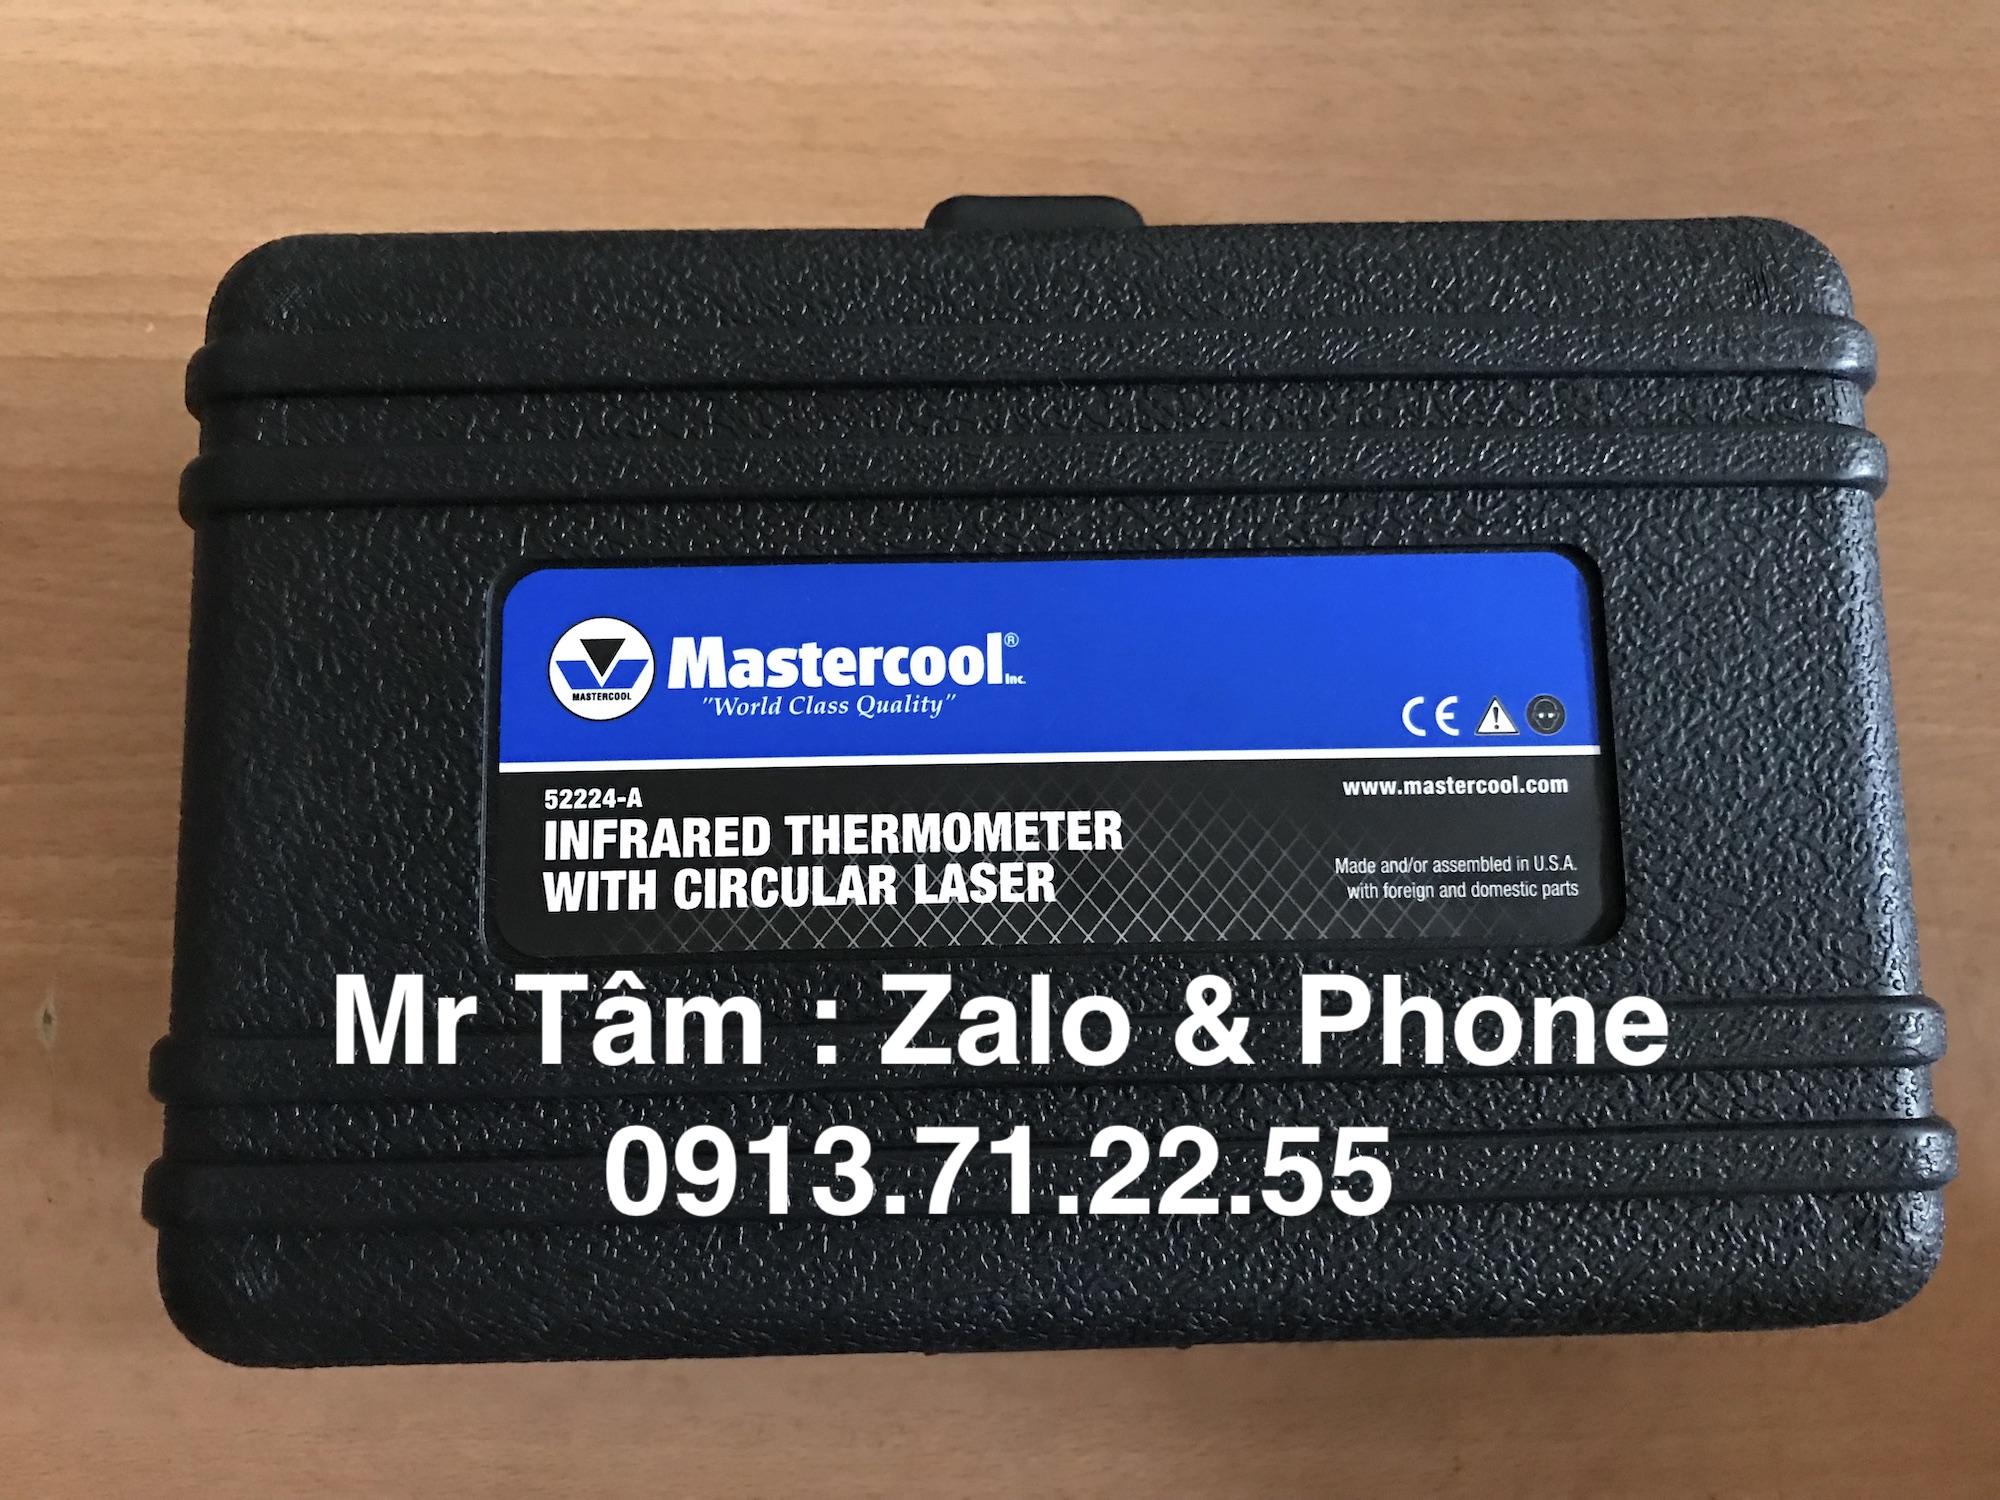 Mastercool® Inc.
MASTERCOOL
"World Class Quality"
CE
52224-A
www.mastercool.com
INFRARED THERMOMETER
WITH CIRCULAR LASER
Made and/or assembled in U.S.A.
with foreign and domestic parts
Mr Tâm : Zalo & Phone
0913.71.22.55